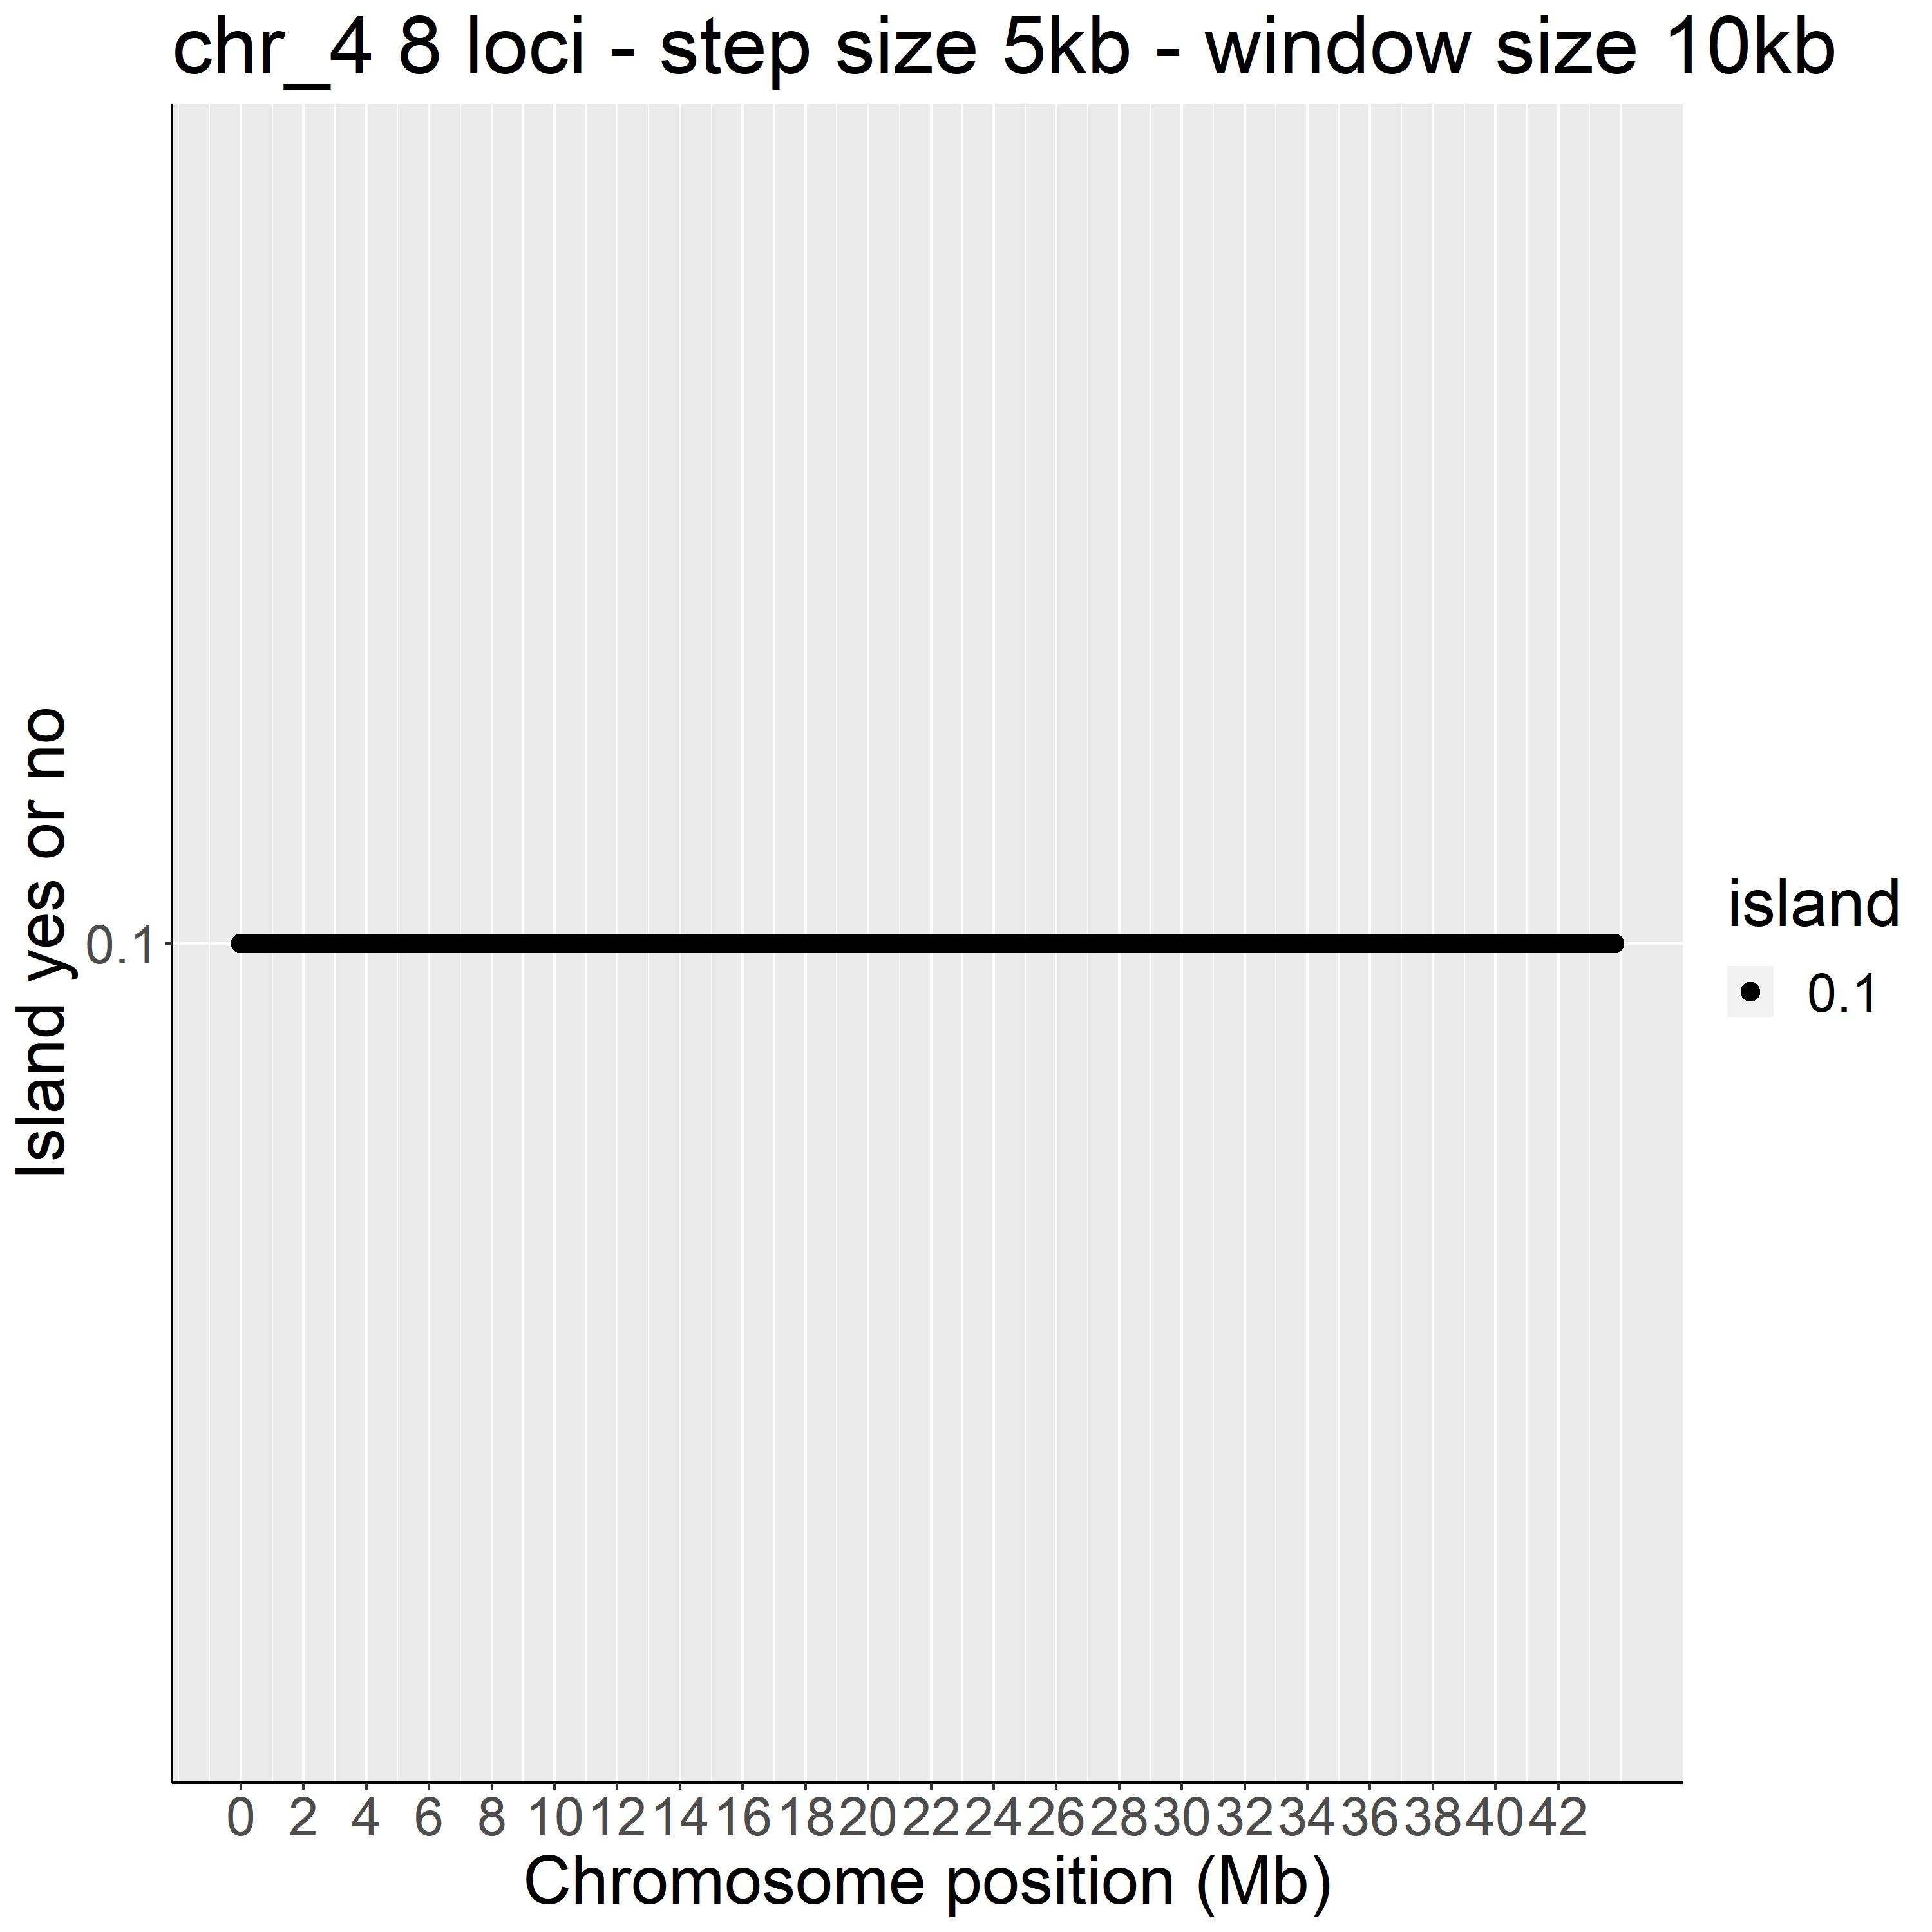 chr_4 8 loci - step size 5kb - window size 10kb
Island yes or no
0.1
island
0.1
0 2 4 6 8 10 12 14 16 18 20 22 24 26 28 30 32 34 36 38 40 42
Chromosome position (Mb)